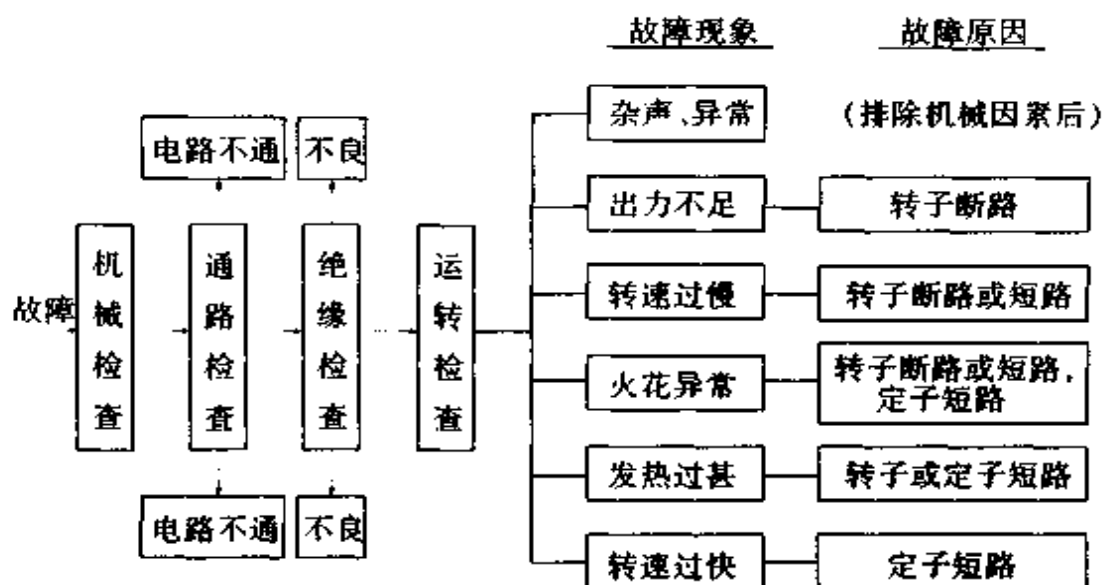 故障现象 故障原因
杂声、异常 (排除机械因素后)
电路不通 不良
出力不足 转子断路
故障
机械检查
通路检查
绝缘检查
运转检查
转速过慢 转子断路或短路
火花异常 转子断路或短路,
定子短路
发热过甚 转子或定子短路
电路不通 不良
转速过快 定子短路